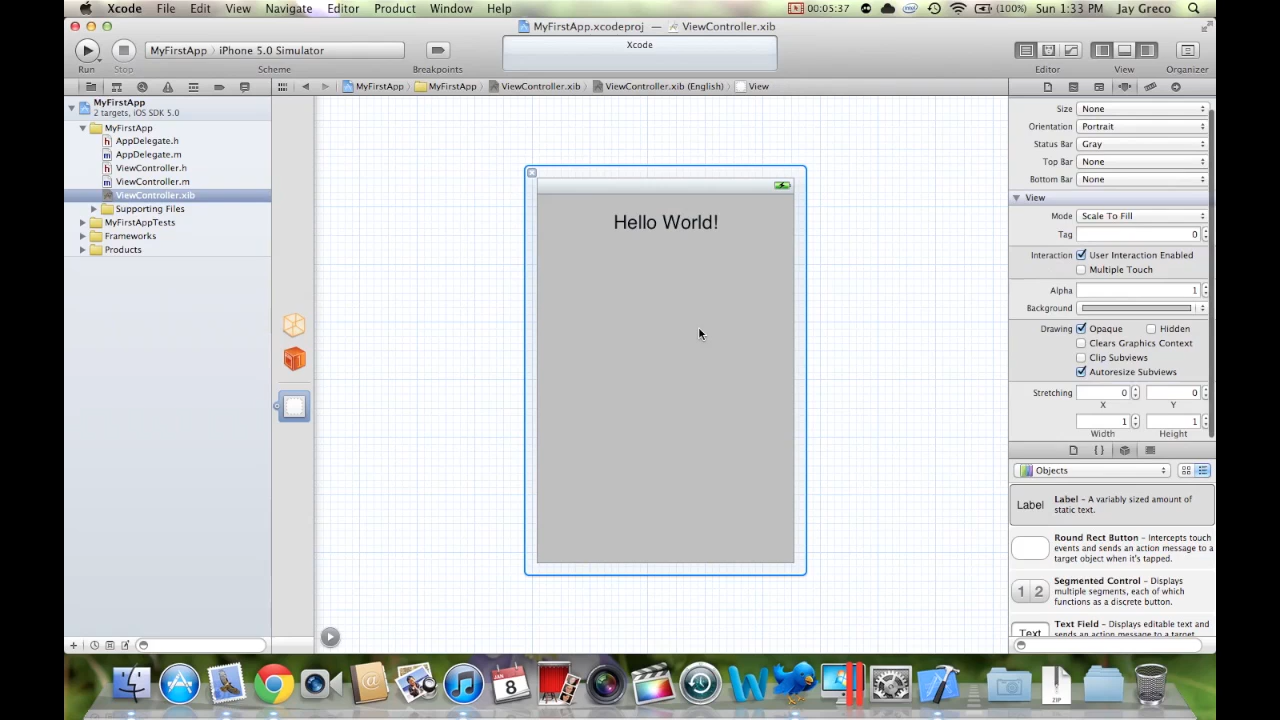 Xcode File Edit View Navigate Editor Product Window Help 00:05:37 (100%) Sun 1:33 PM Jay Greco
MyFirstApp.xcodeproj — ViewController.xib
MyFirstApp 〉 iPhone 5.0 Simulator
Xcode
Run Stop Scheme Breakpoints Editor View Organizer
MyFirstApp MyFirstApp ViewController.xib ViewController.xib (English) View
MyFirstApp
2 targets, iOS SDK 5.0
MyFirstApp
AppDelegate.h
AppDelegate.m
ViewController.h
ViewController.m
ViewController.xib
Supporting Files
MyFirstAppTests
Frameworks
Products
Hello World!
Size None
Orientation Portrait
Status Bar Gray
Top Bar None
Bottom Bar None
View
Mode Scale To Fill
Tag 0
Interaction User Interaction Enabled
Multiple Touch
Alpha 1
Background
Drawing Opaque Hidden
Clears Graphics Context
Clip Subviews
Autoresize Subviews
Stretching 0 0
X Y
1 1
Width Height
{ }
Objects
Label
Label – A variably sized amount of
static text.
Round Rect Button – Intercepts touch
events and sends an action message to a
target object when it's tapped.
1 2
Segmented Control – Displays
multiple segments, each of which
functions as a discrete button.
Text
Text Field – Displays editable text and
sends an action message to a target
JAN
8
W
ZIP